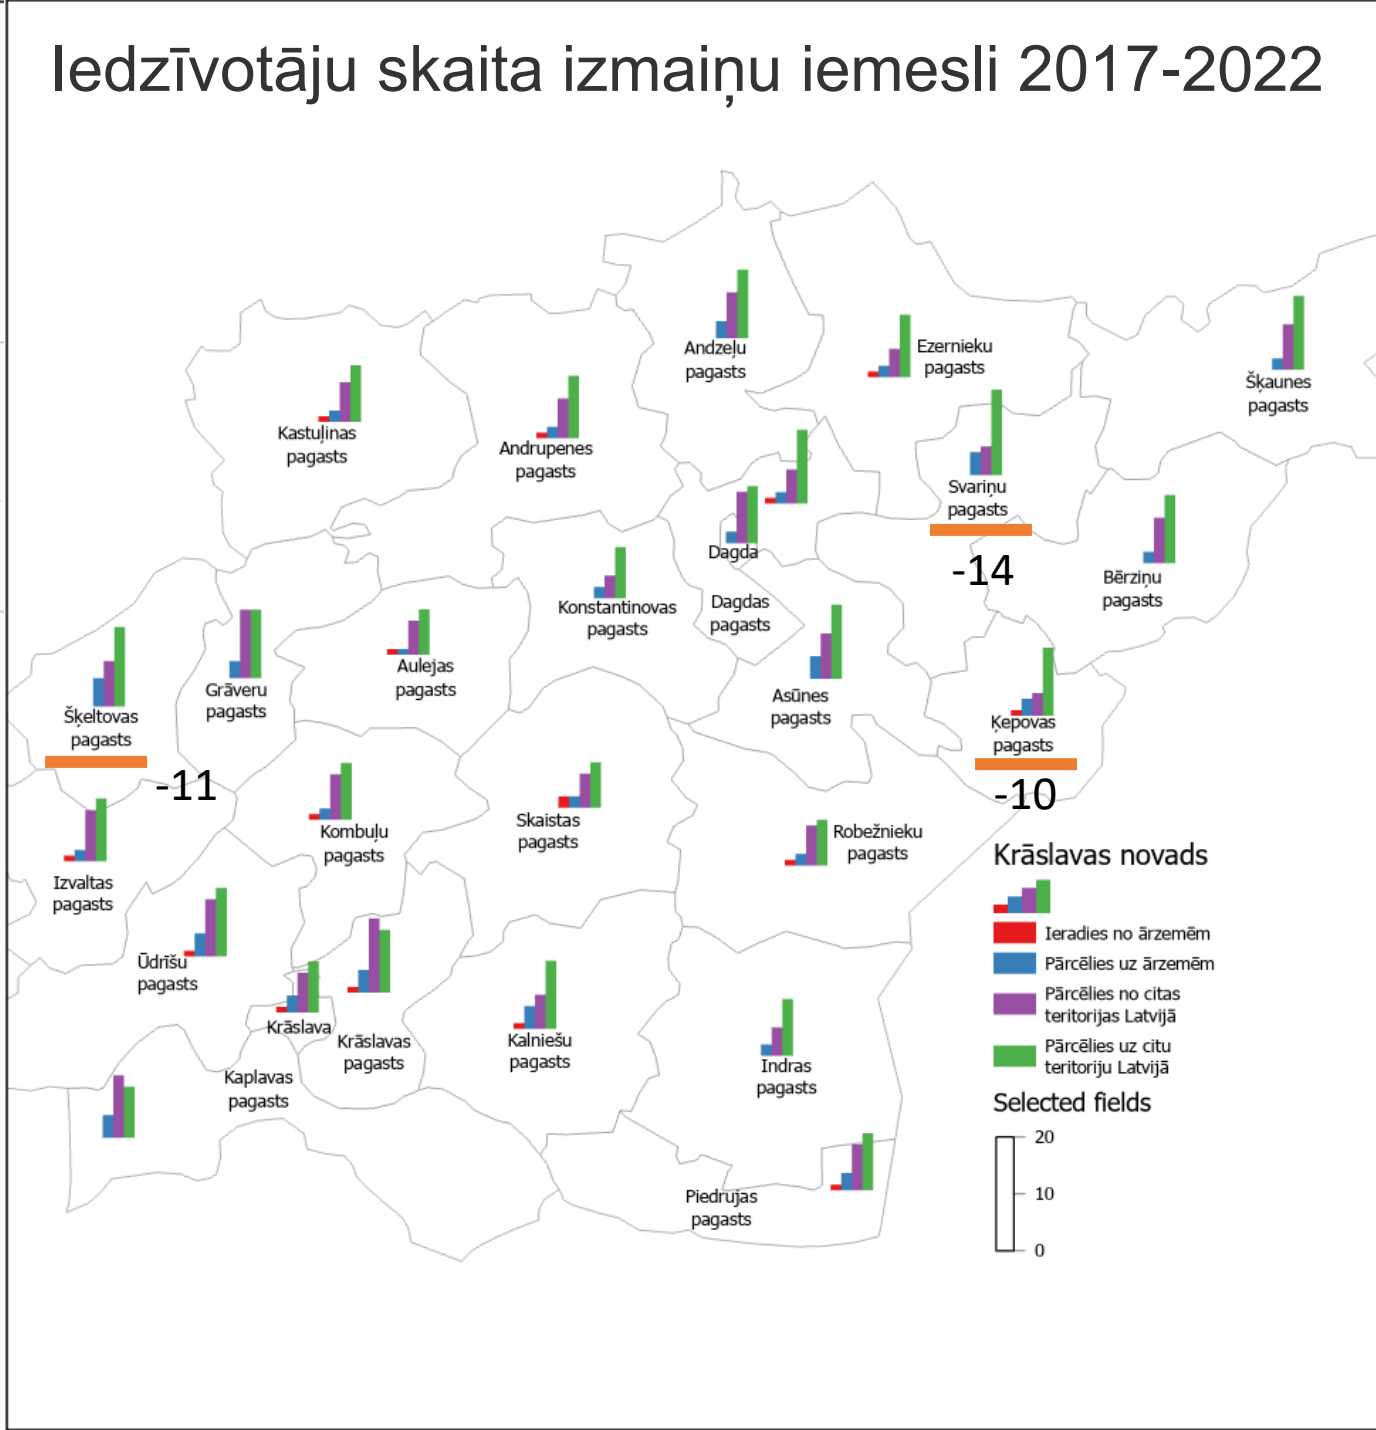 Iedzīvotāju skaita izmaiņu iemesli 2017-2022
Andzeļu
pagasts
Ezernieku
pagasts
Šķaunes
pagasts
Kastuļinas
pagasts
Andrupenes
pagasts
Svariņu
pagasts
-14
Dagda
Bērziņu
pagasts
Konstantinovas
pagasts
Dagdas
pagasts
Aulejas
pagasts
Grāveru
pagasts
Asūnes
pagasts
Šķeltovas
pagasts
-11
Ķepovas
pagasts
-10
Kombuļu
pagasts
Skaistas
pagasts
Robežnieku
pagasts
Izvaltas
pagasts
Ūdrīšu
pagasts
Krāslava
Krāslavas
pagasts
Kalniešu
pagasts
Kaplavas
pagasts
Indras
pagasts
Piedrujas
pagasts
Krāslavas novads
Ieradies no ārzemēm
Pārcēlies uz ārzemēm
Pārcēlies no citas
teritorijas Latvijā
Pārcēlies uz citu
teritoriju Latvijā
Selected fields
20
10
0